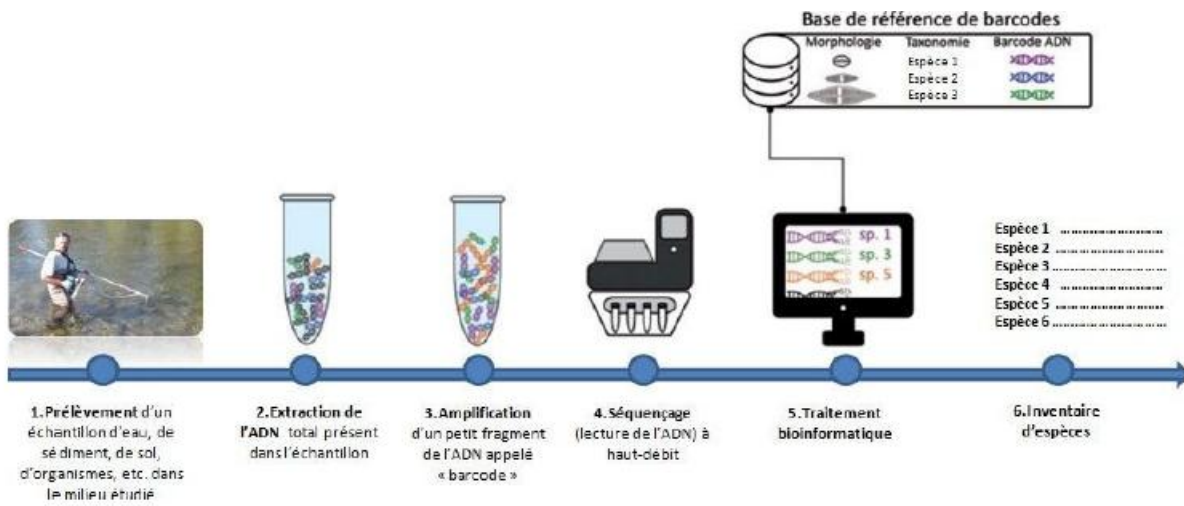 Base de référence de barcodes
Morphologie Taxonomie Barcode ADN
Espèce 1
Espèce 2
Espèce 3
sp. 1
sp. 3
sp. 5
Espèce 1 ..............................
Espèce 2 ..............................
Espèce 3 ..............................
Espèce 4 ..............................
Espèce 5 ..............................
Espèce 6 ..............................
1.Prélèvement d'un
échantillon d'eau, de
sédiment, de sol,
d'organismes, etc. dans
le milieu étudié
2.Extraction de
l'ADN total présent
dans l'échantillon
3.Amplification
d'un petit fragment
de l'ADN appelé
« barcode »
4.Séquençage
(lecture de l'ADN) à
haut-débit
5.Traitement
bioinformatique
6.Inventaire
d'espèces